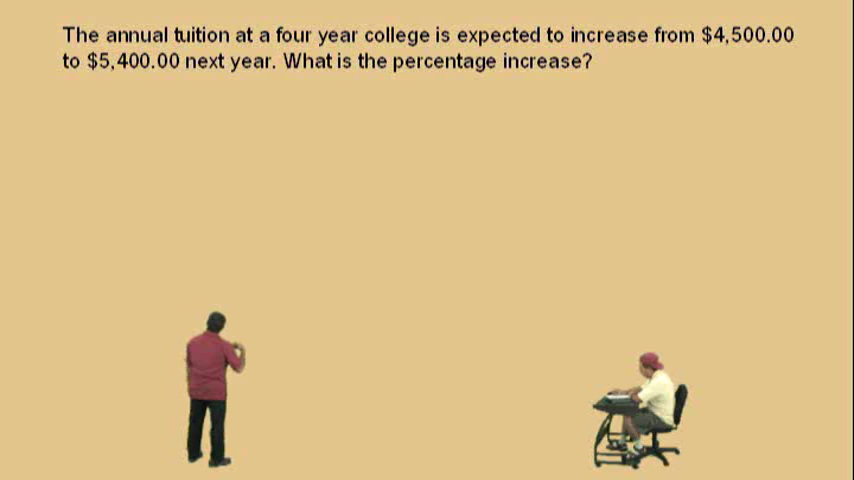 The annual tuition at a four year college is expected to increase from $4,500.00
to $5,400.00 next year. What is the percentage increase?